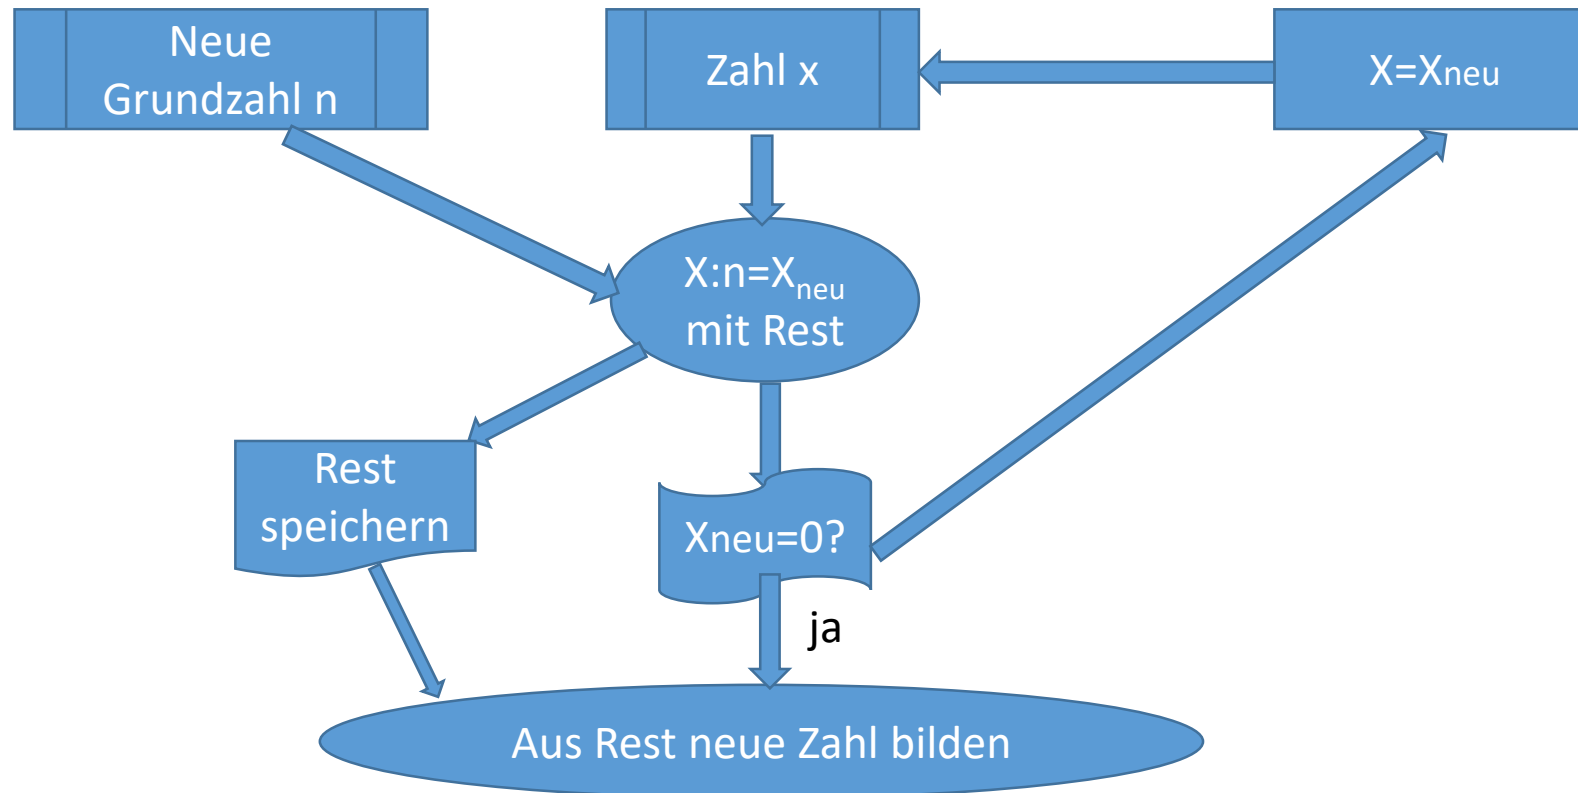 Neue
Grundzahl n
Zahl x
X=Xneu
X:n=Xneu
mit Rest
Rest
speichern
Xneu=0?
ja
Aus Rest neue Zahl bilden